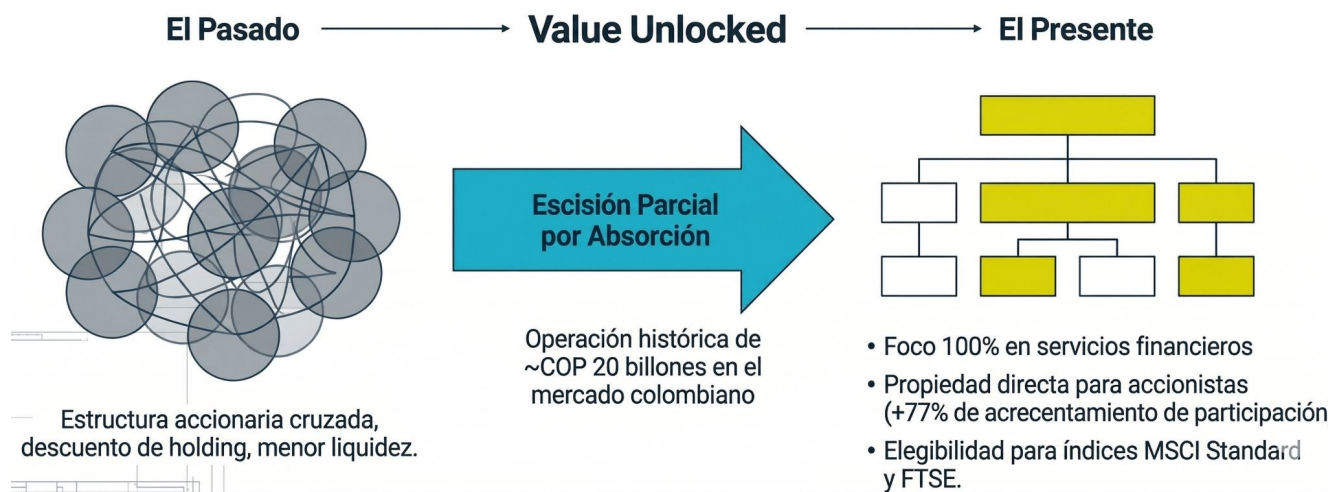 El Pasado
Value Unlocked
El Presente
Escisión Parcial
por Absorción
Estructura accionaria cruzada,
descuento de holding, menor liquidez.
Operación histórica de
~COP 20 billones en el
mercado colombiano
• Foco 100% en servicios financieros
• Propiedad directa para accionistas
(+77% de acrecentamiento de participación
• Elegibilidad para índices MSCI Standard
y FTSE.